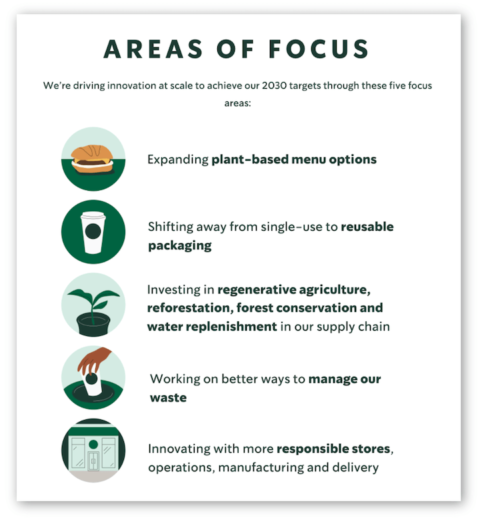 AREAS OF FOCUS
We're driving innovation at scale to achieve our 2030 targets through these five focus
areas:
Expanding plant-based menu options
Shifting away from single-use to reusable
packaging
Investing in regenerative agriculture,
reforestation, forest conservation and
water replenishment in our supply chain
Working on better ways to manage our
waste
Innovating with more responsible stores,
operations, manufacturing and delivery